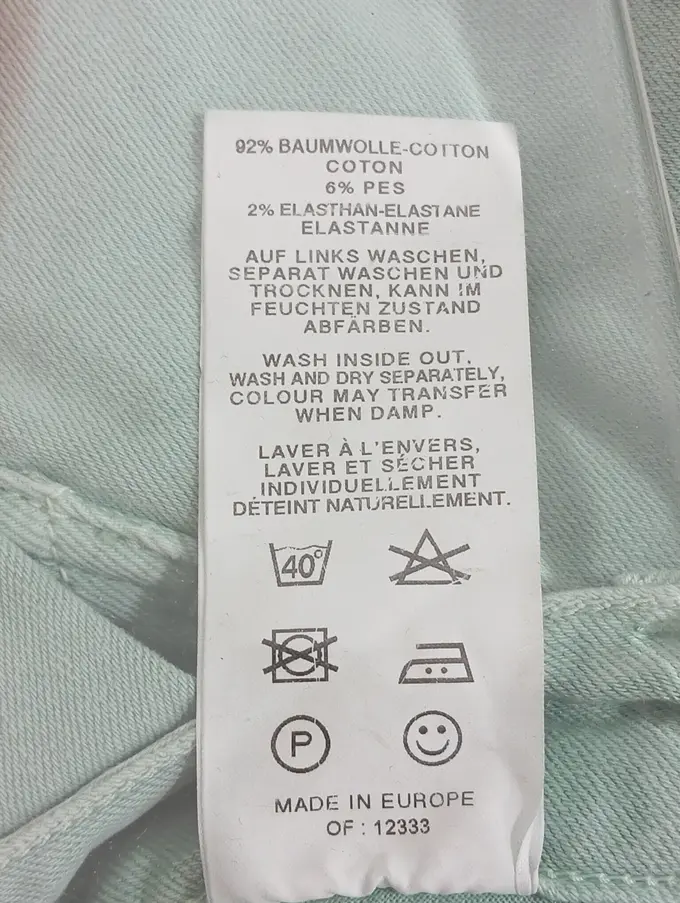 92% BAUMWOLLE-COTTON
COTON
6% PES
2% ELASTHAN-ELASTANE
ELASTANNE
AUF LINKS WASCHEN,
SEPARAT WASCHEN UND
TROCKNEN, KANN IM
FEUCHTEN ZUSTAND
ABFÄRBEN.
WASH INSIDE OUT,
WASH AND DRY SEPARATELY,
COLOUR MAY TRANSFER
WHEN DAMP.
LAVER À L'ENVERS,
LAVER ET SÉCHER
INDIVIDUELLEMENT
DÉTEINT NATURELLEMENT.
40°
P
MADE IN EUROPE
OF : 12333